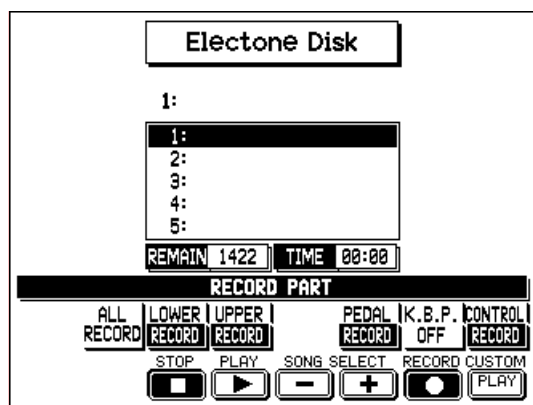 Electone Disk
1:
1:
2:
3:
4:
5:
REMAIN 1422 TIME 00:00
RECORD PART
ALL LOWER UPPER PEDAL K.B.P. CONTROL
RECORD RECORD RECORD RECORD OFF RECORD
STOP PLAY SONG SELECT RECORD CUSTOM
PLAY